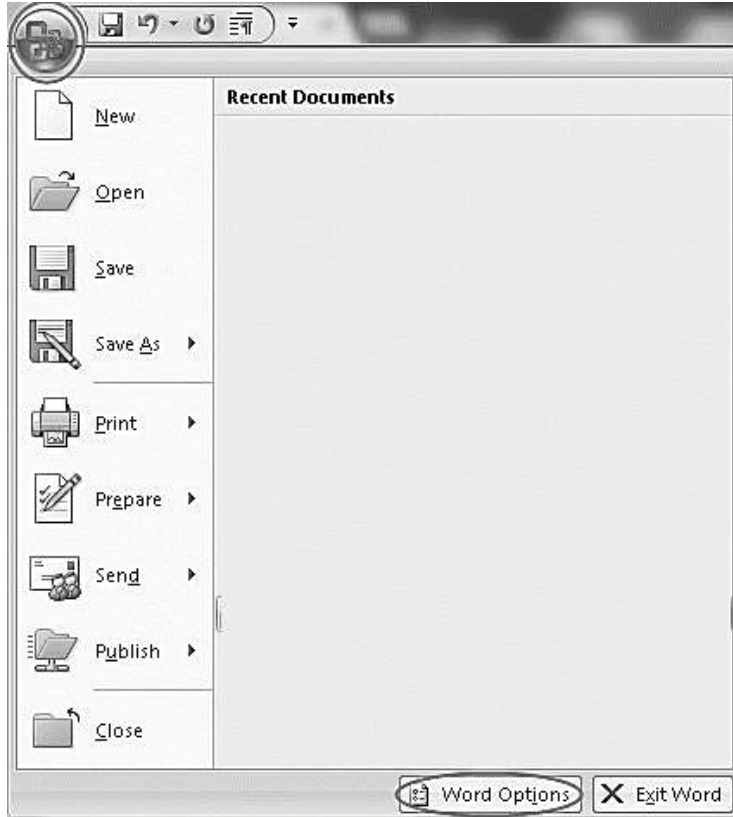 Recent Documents
New
Open
Save
Save As
Print
Prepare
Send
Publish
Close
Word Options
Exit Word